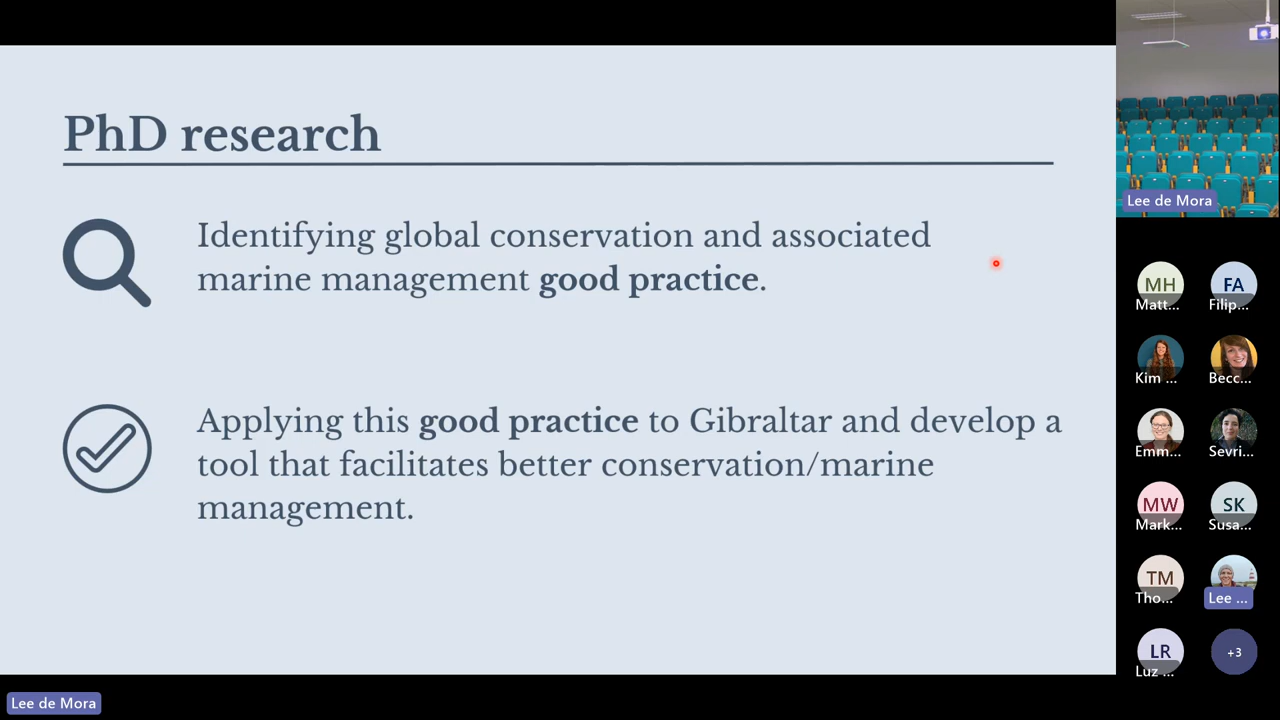 PhD research
Identifying global conservation and associated
marine management good practice.
Applying this good practice to Gibraltar and develop a
tool that facilitates better conservation/marine
management.
Lee de Mora
Lee de Mora
MH
FA
Matt...
Filip...
Kim ...
Becc...
Emm...
Sevri...
MW
SK
Mark...
Susa...
TM
Tho...
Lee ...
LR
+3
Luz ...